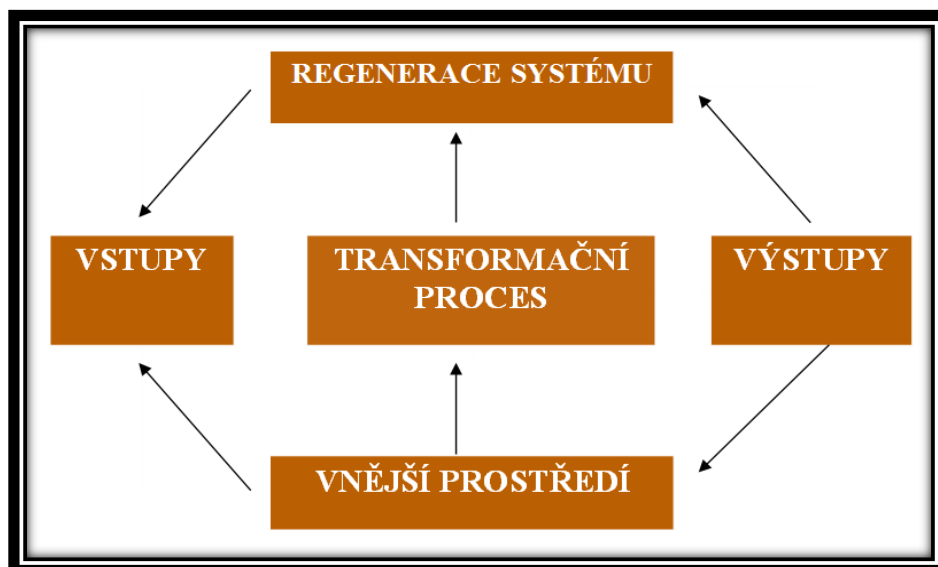 REGENERACE SYSTÉMU
VSTUPY
TRANSFORMAČNÍ
PROCES
VÝSTUPY
VNĚJŠÍ PROSTŘEDÍ